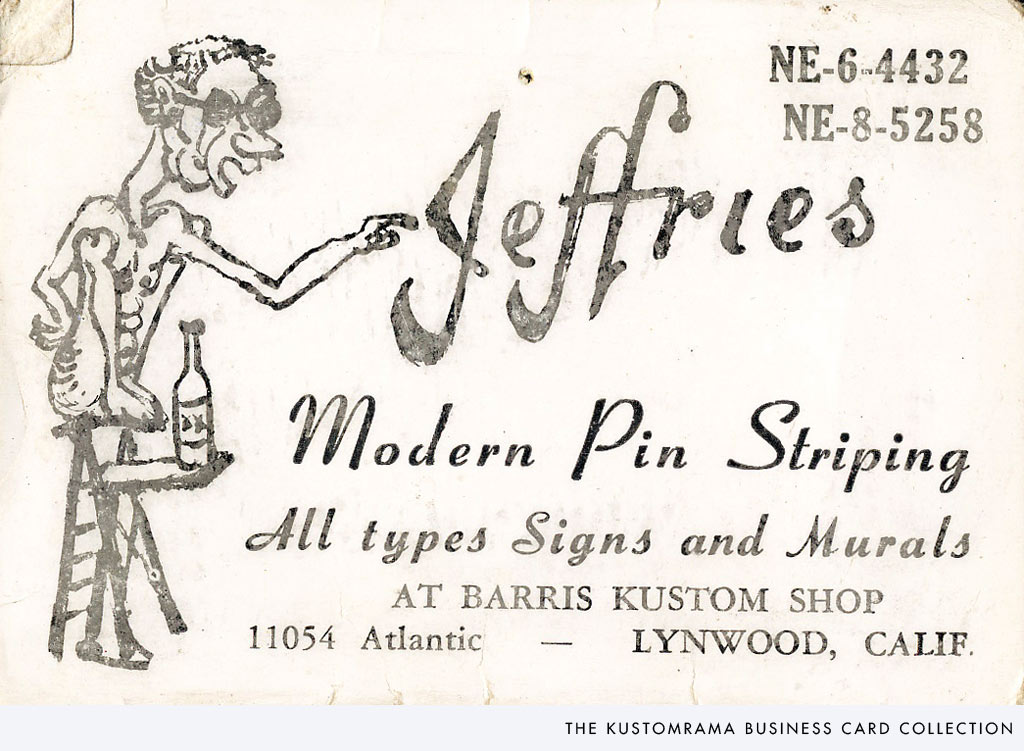 NE-6-4432
NE-8-5258
Jeffries
Modern Pin Striping
All types Signs and Murals
AT BARRIS KUSTOM SHOP
11054 Atlantic — LYNWOOD, CALIF.
THE KUSTOMRAMA BUSINESS CARD COLLECTION